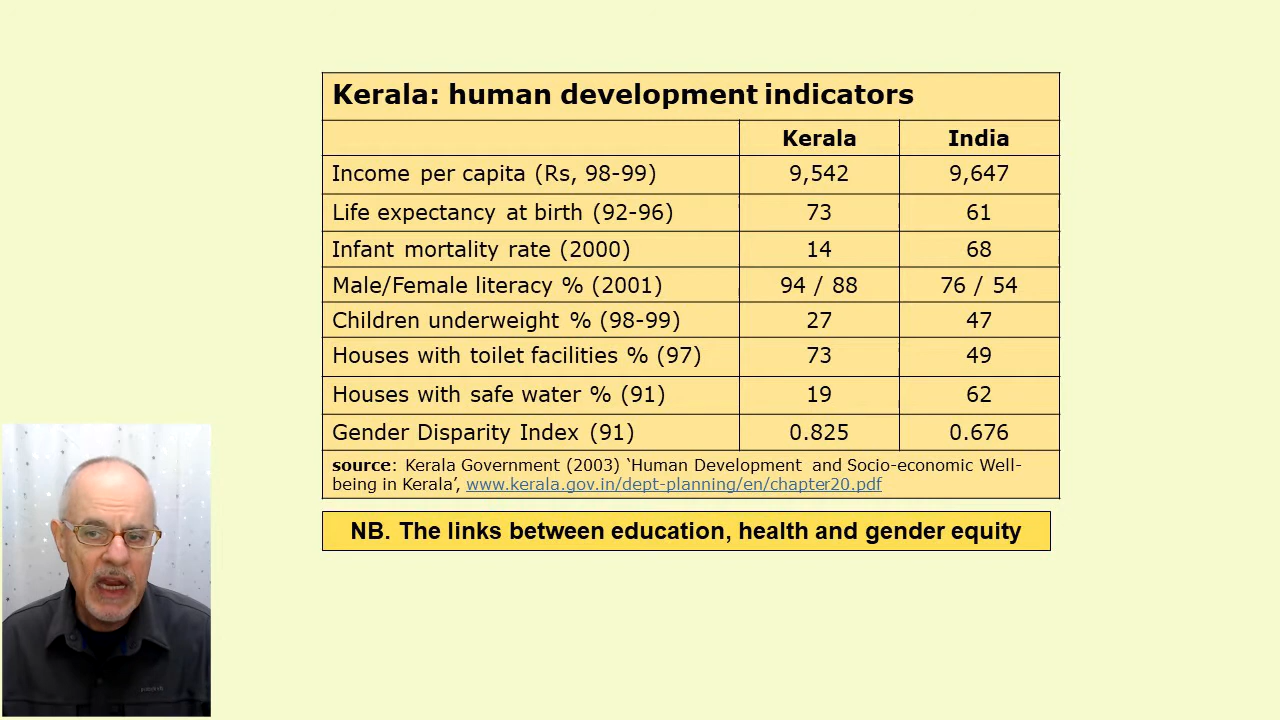 Kerala: human development indicators
Kerala India
Income per capita (Rs, 98-99) 9,542 9,647
Life expectancy at birth (92-96) 73 61
Infant mortality rate (2000) 14 68
Male/Female literacy % (2001) 94 / 88 76 / 54
Children underweight % (98-99) 27 47
Houses with toilet facilities % (97) 73 49
Houses with safe water % (91) 19 62
Gender Disparity Index (91) 0.825 0.676
source: Kerala Government (2003) ‘Human Development and Socio-economic Well-
being in Kerala’, www.kerala.gov.in/dept-planning/en/chapter20.pdf
NB. The links between education, health and gender equity